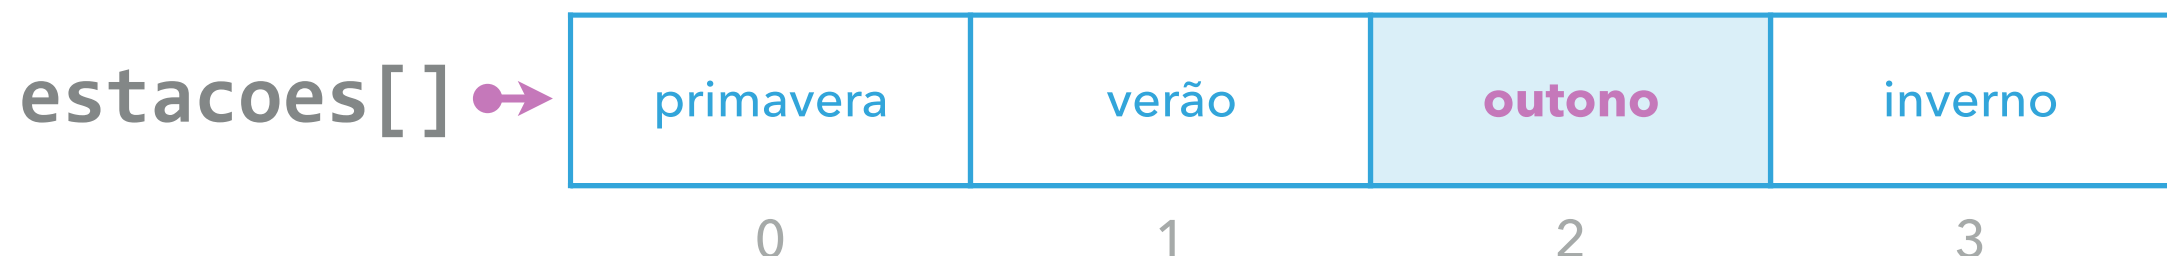 estacoes[] primavera verão outono inverno
0 1 2 3